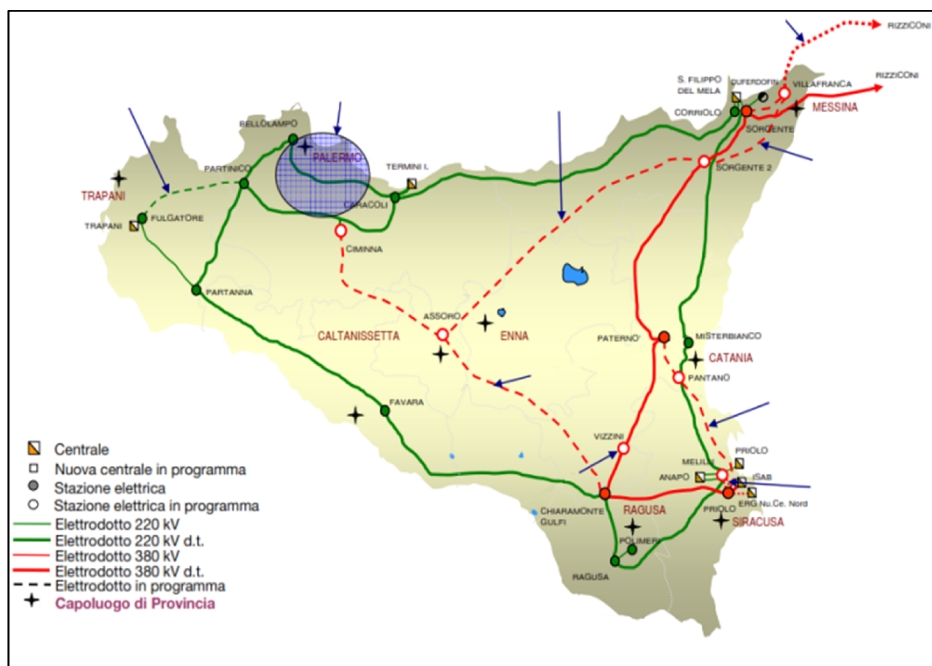 RIZZICONI
RIZZICONI
S. FILIPPO
DEL MELA
DUFERDOFIN
VILLAFRANCA
MESSINA
CORRIOLO
SORGENTE
SORGENTE 2
BELLOLAMPO
PALERMO
PARTINICO
TERMINI I.
CARACOLI
TRAPANI
FULGATORE
TRAPANI
CIMINNA
PARTANNA
ASSORO
CALTANISSETTA
ENNA
PATERNO'
MISTERBIANCO
CATANIA
PANTANO
FAVARA
VIZZINI
MELILLI
PRIOLO
ANAPO
ISAB
ERG Nu.Ce. Nord
PRIOLO
CHIARAMONTE
GULFI
RAGUSA
SIRACUSA
POLIMERI
RAGUSA
Centrale
Nuova centrale in programma
Stazione elettrica
Stazione elettrica in programma
Elettrodotto 220 kV
Elettrodotto 220 kV d.t.
Elettrodotto 380 kV
Elettrodotto 380 kV d.t.
Elettrodotto in programma
Capoluogo di Provincia